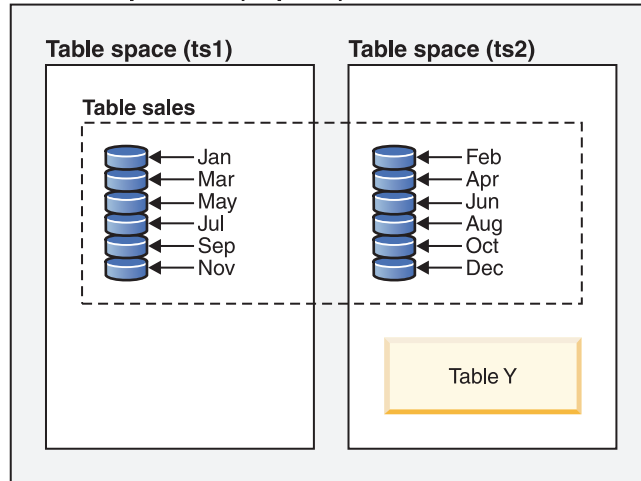 Table space (ts1)
Table space (ts2)
Table sales
Jan
Mar
May
Jul
Sep
Nov
Feb
Apr
Jun
Aug
Oct
Dec
Table Y